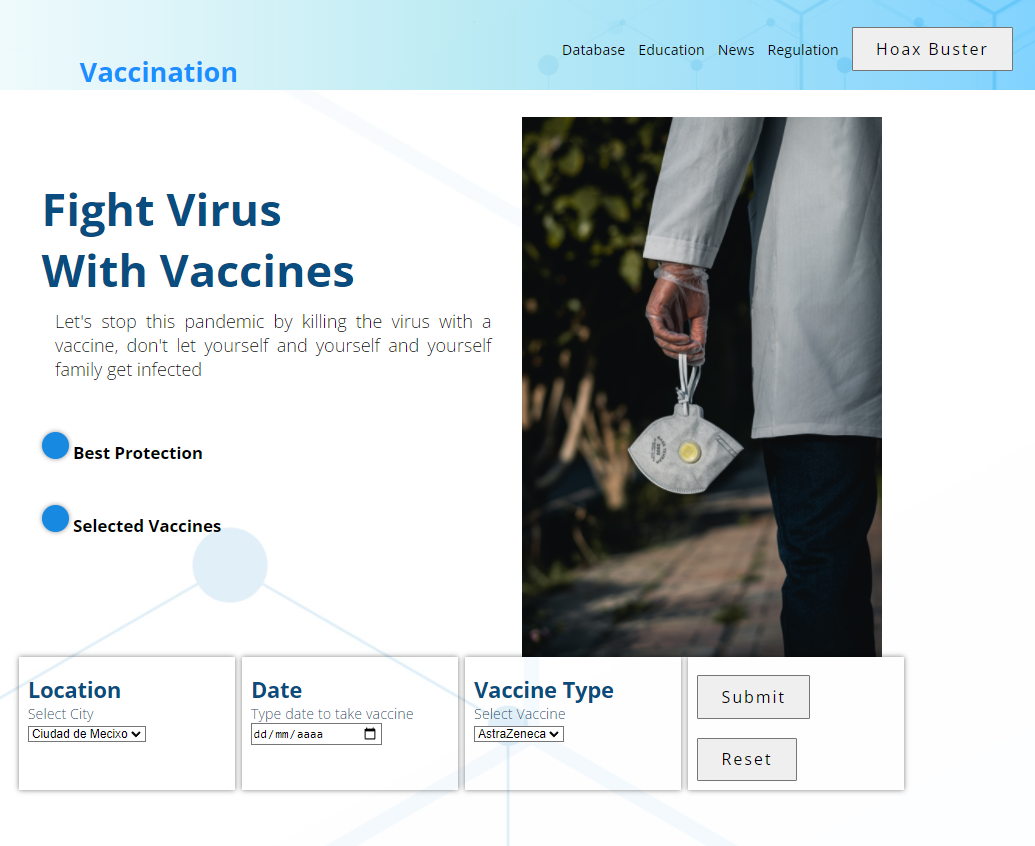 Database Education News Regulation Hoax Buster
Vaccination
Fight Virus
With Vaccines
Let's stop this pandemic by killing the virus with a
vaccine, don't let yourself and yourself and yourself
family get infected
Best Protection
Selected Vaccines
Location
Select City
Ciudad de Mecixo
Date
Type date to take vaccine
dd/mm/aaaa
Vaccine Type
Select Vaccine
AstraZeneca
Submit
Reset